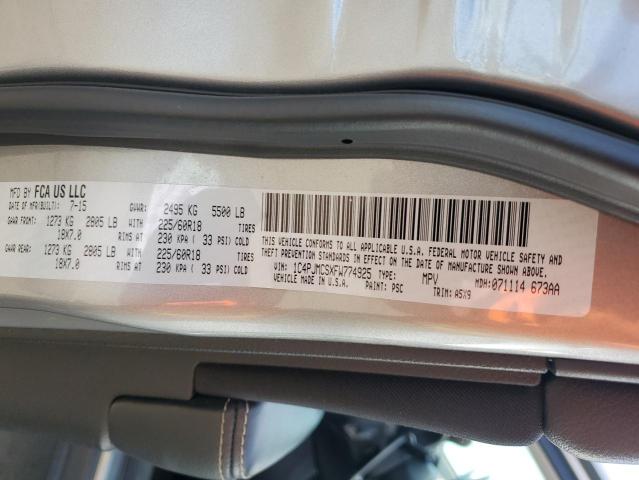 MFD BY FCA US LLC
DATE OF MFR(BUILT): 7-15 GVWR: 2495 KG 5500 LB
GAWR FRONT: 1273 KG 2805 LB WITH 225/60R18 TIRES
18X7.0 RIMS AT 230 KPA ( 33 PSI) COLD
GAWR REAR: 1273 KG 2805 LB WITH 225/60R18 TIRES
18X7.0 RIMS AT 230 KPA ( 33 PSI) COLD
THIS VEHICLE CONFORMS TO ALL APPLICABLE U.S.A. FEDERAL MOTOR VEHICLE SAFETY,
THEFT PREVENTION STANDARDS IN EFFECT ON THE DATE OF MANUFACTURE SHOWN ABOVE.
VIN: 1C4PJMCSXFW774925 TYPE: MPV MDH: 071114 673AA
VEHICLE MADE IN U.S.A. PAINT: PSC TRIM: A5X9